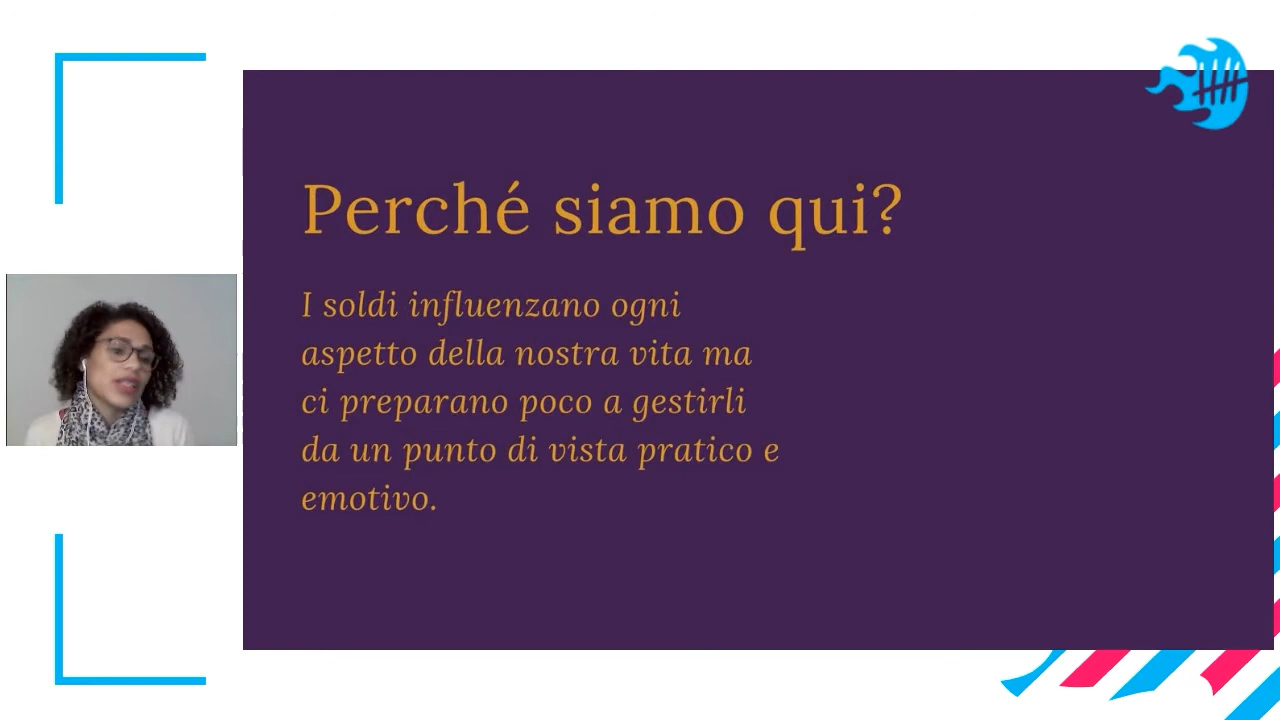 Perché siamo qui?
I soldi influenzano ogni
aspetto della nostra vita ma
ci preparano poco a gestirli
da un punto di vista pratico e
emotivo.